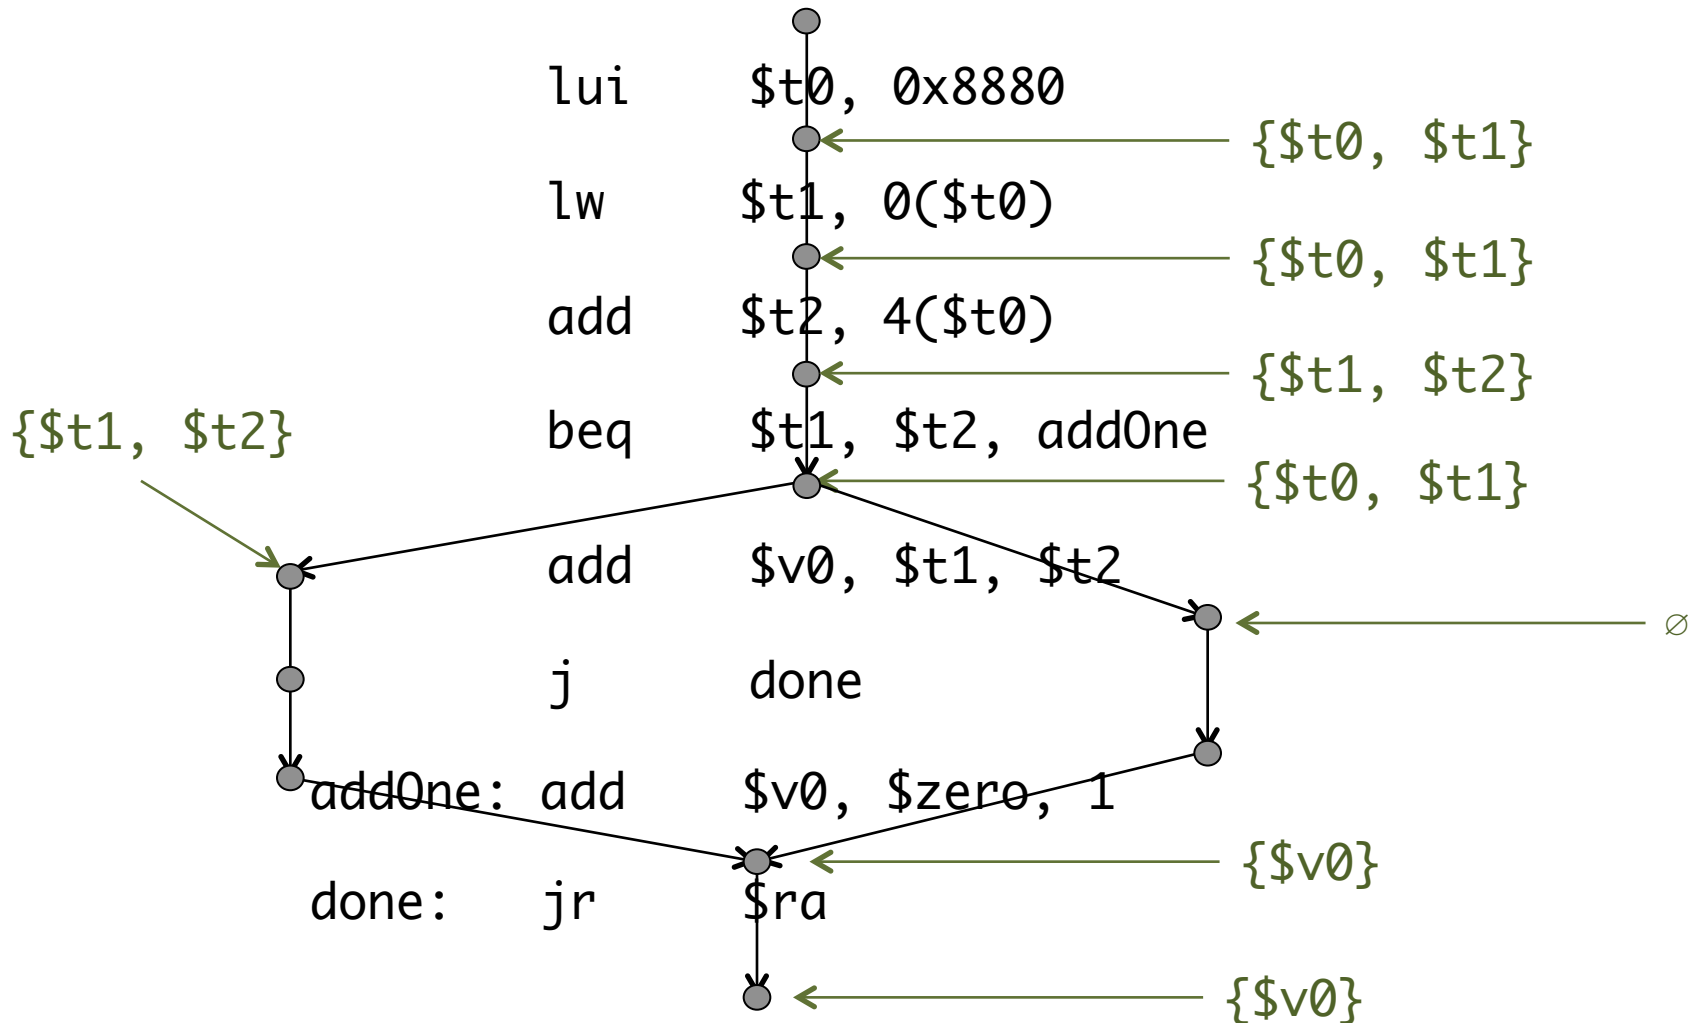 lui $t0, 0x8880
{$t0, $t1}
lw $t1, 0($t0)
{$t0, $t1}
add $t2, 4($t0)
{$t1, $t2}
{$t1, $t2}
beq $t1, $t2, addOne
{$t0, $t1}
add $v0, $t1, $t2
∅
j done
addOne: add $v0, $zero, 1
{$v0}
done: jr $ra
{$v0}